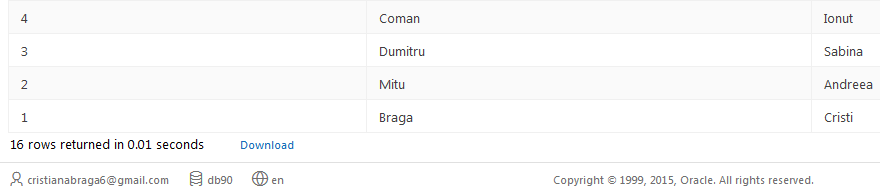 4 Coman Ionut
3 Dumitru Sabina
2 Mitu Andreea
1 Braga Cristi
16 rows returned in 0.01 seconds Download
cristianabraga6@gmail.com db90 en Copyright © 1999, 2015, Oracle. All rights reserved.